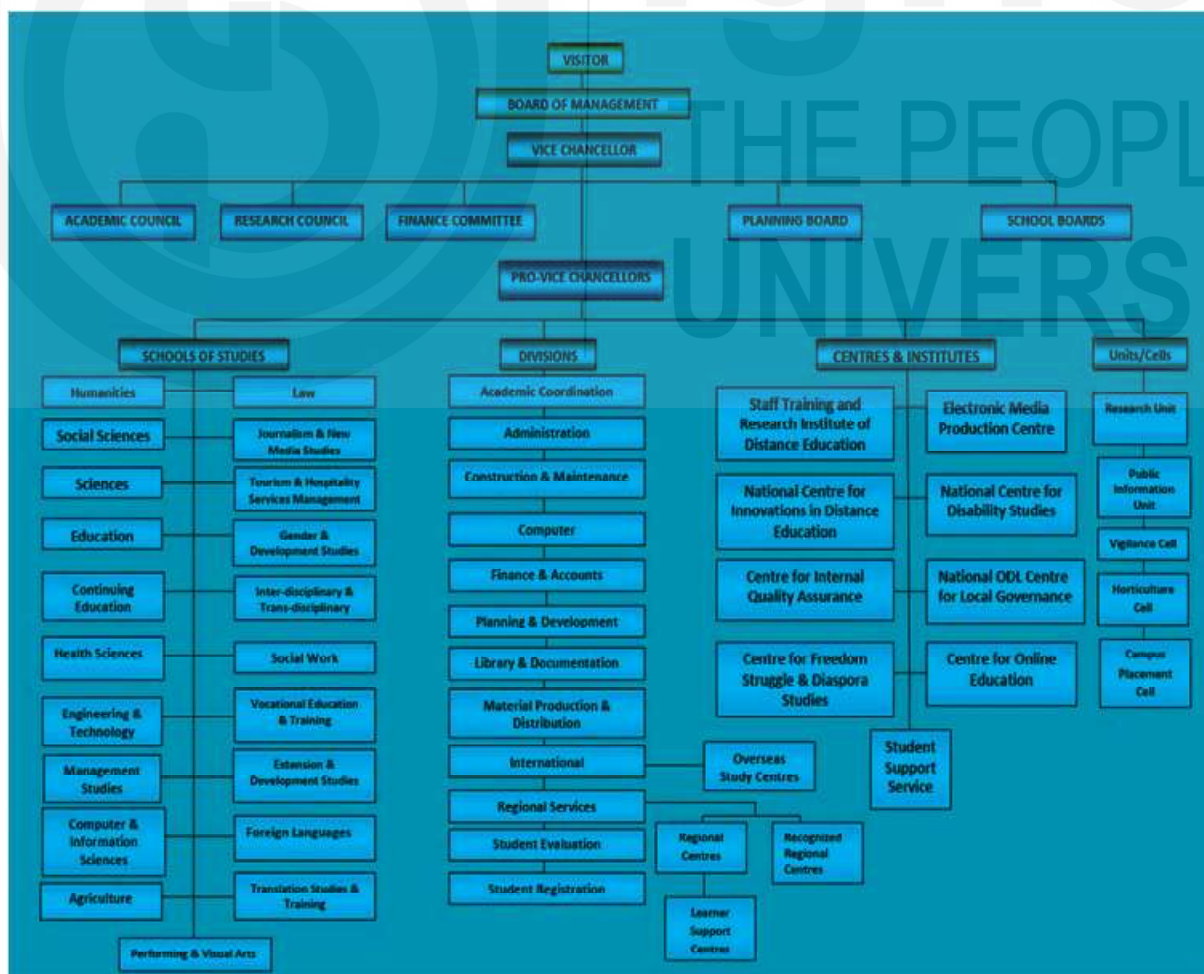 THE PEOPL
UNIVERS
VISITOR
BOARD OF MANAGEMENT
VICE CHANCELLOR
ACADEMIC COUNCIL
RESEARCH COUNCIL
FINANCE COMMITTEE
PLANNING BOARD
SCHOOL BOARDS
PRO-VICE CHANCELLORS
SCHOOLS OF STUDIES
Humanities
Law
Social Sciences
Journalism & New
Media Studies
Sciences
Tourism & Hospitality
Services Management
Education
Gender &
Development Studies
Continuing
Education
Inter-disciplinary &
Trans-disciplinary
Health Sciences
Social Work
Engineering &
Technology
Vocational Education
& Training
Management
Studies
Extension &
Development Studies
Computer &
Information
Sciences
Foreign Languages
Agriculture
Translation Studies &
Training
Performing & Visual Arts
DIVISIONS
Academic Coordination
Administration
Construction & Maintenance
Computer
Finance & Accounts
Planning & Development
Library & Documentation
Material Production &
Distribution
International
Overseas
Study Centres
Regional Services
Regional
Centres
Recognized
Regional
Centres
Learner
Support
Centres
Student Evaluation
Student Registration
CENTRES & INSTITUTES
Staff Training and
Research Institute of
Distance Education
Electronic Media
Production Centre
National Centre for
Innovations in Distance
Education
National Centre for
Disability Studies
Centre for Internal
Quality Assurance
National ODL Centre
for Local Governance
Centre for Freedom
Struggle & Diaspora
Studies
Centre for Online
Education
Student
Support
Service
Units/Cells
Research Unit
Public
Information
Unit
Vigilance Cell
Horticulture
Cell
Campus
Placement
Cell